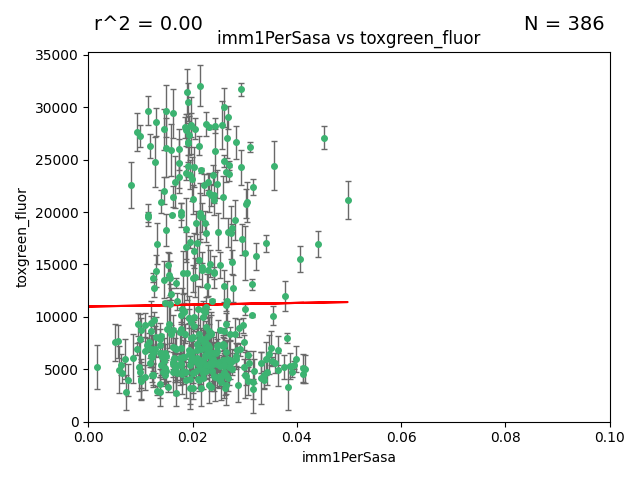 r^2 = 0.00
N = 386
imm1PerSasa vs toxgreen_fluor
35000
30000
25000
20000
15000
10000
5000
0
toxgreen_fluor
0.00
0.02
0.04
0.06
0.08
0.10
imm1PerSasa